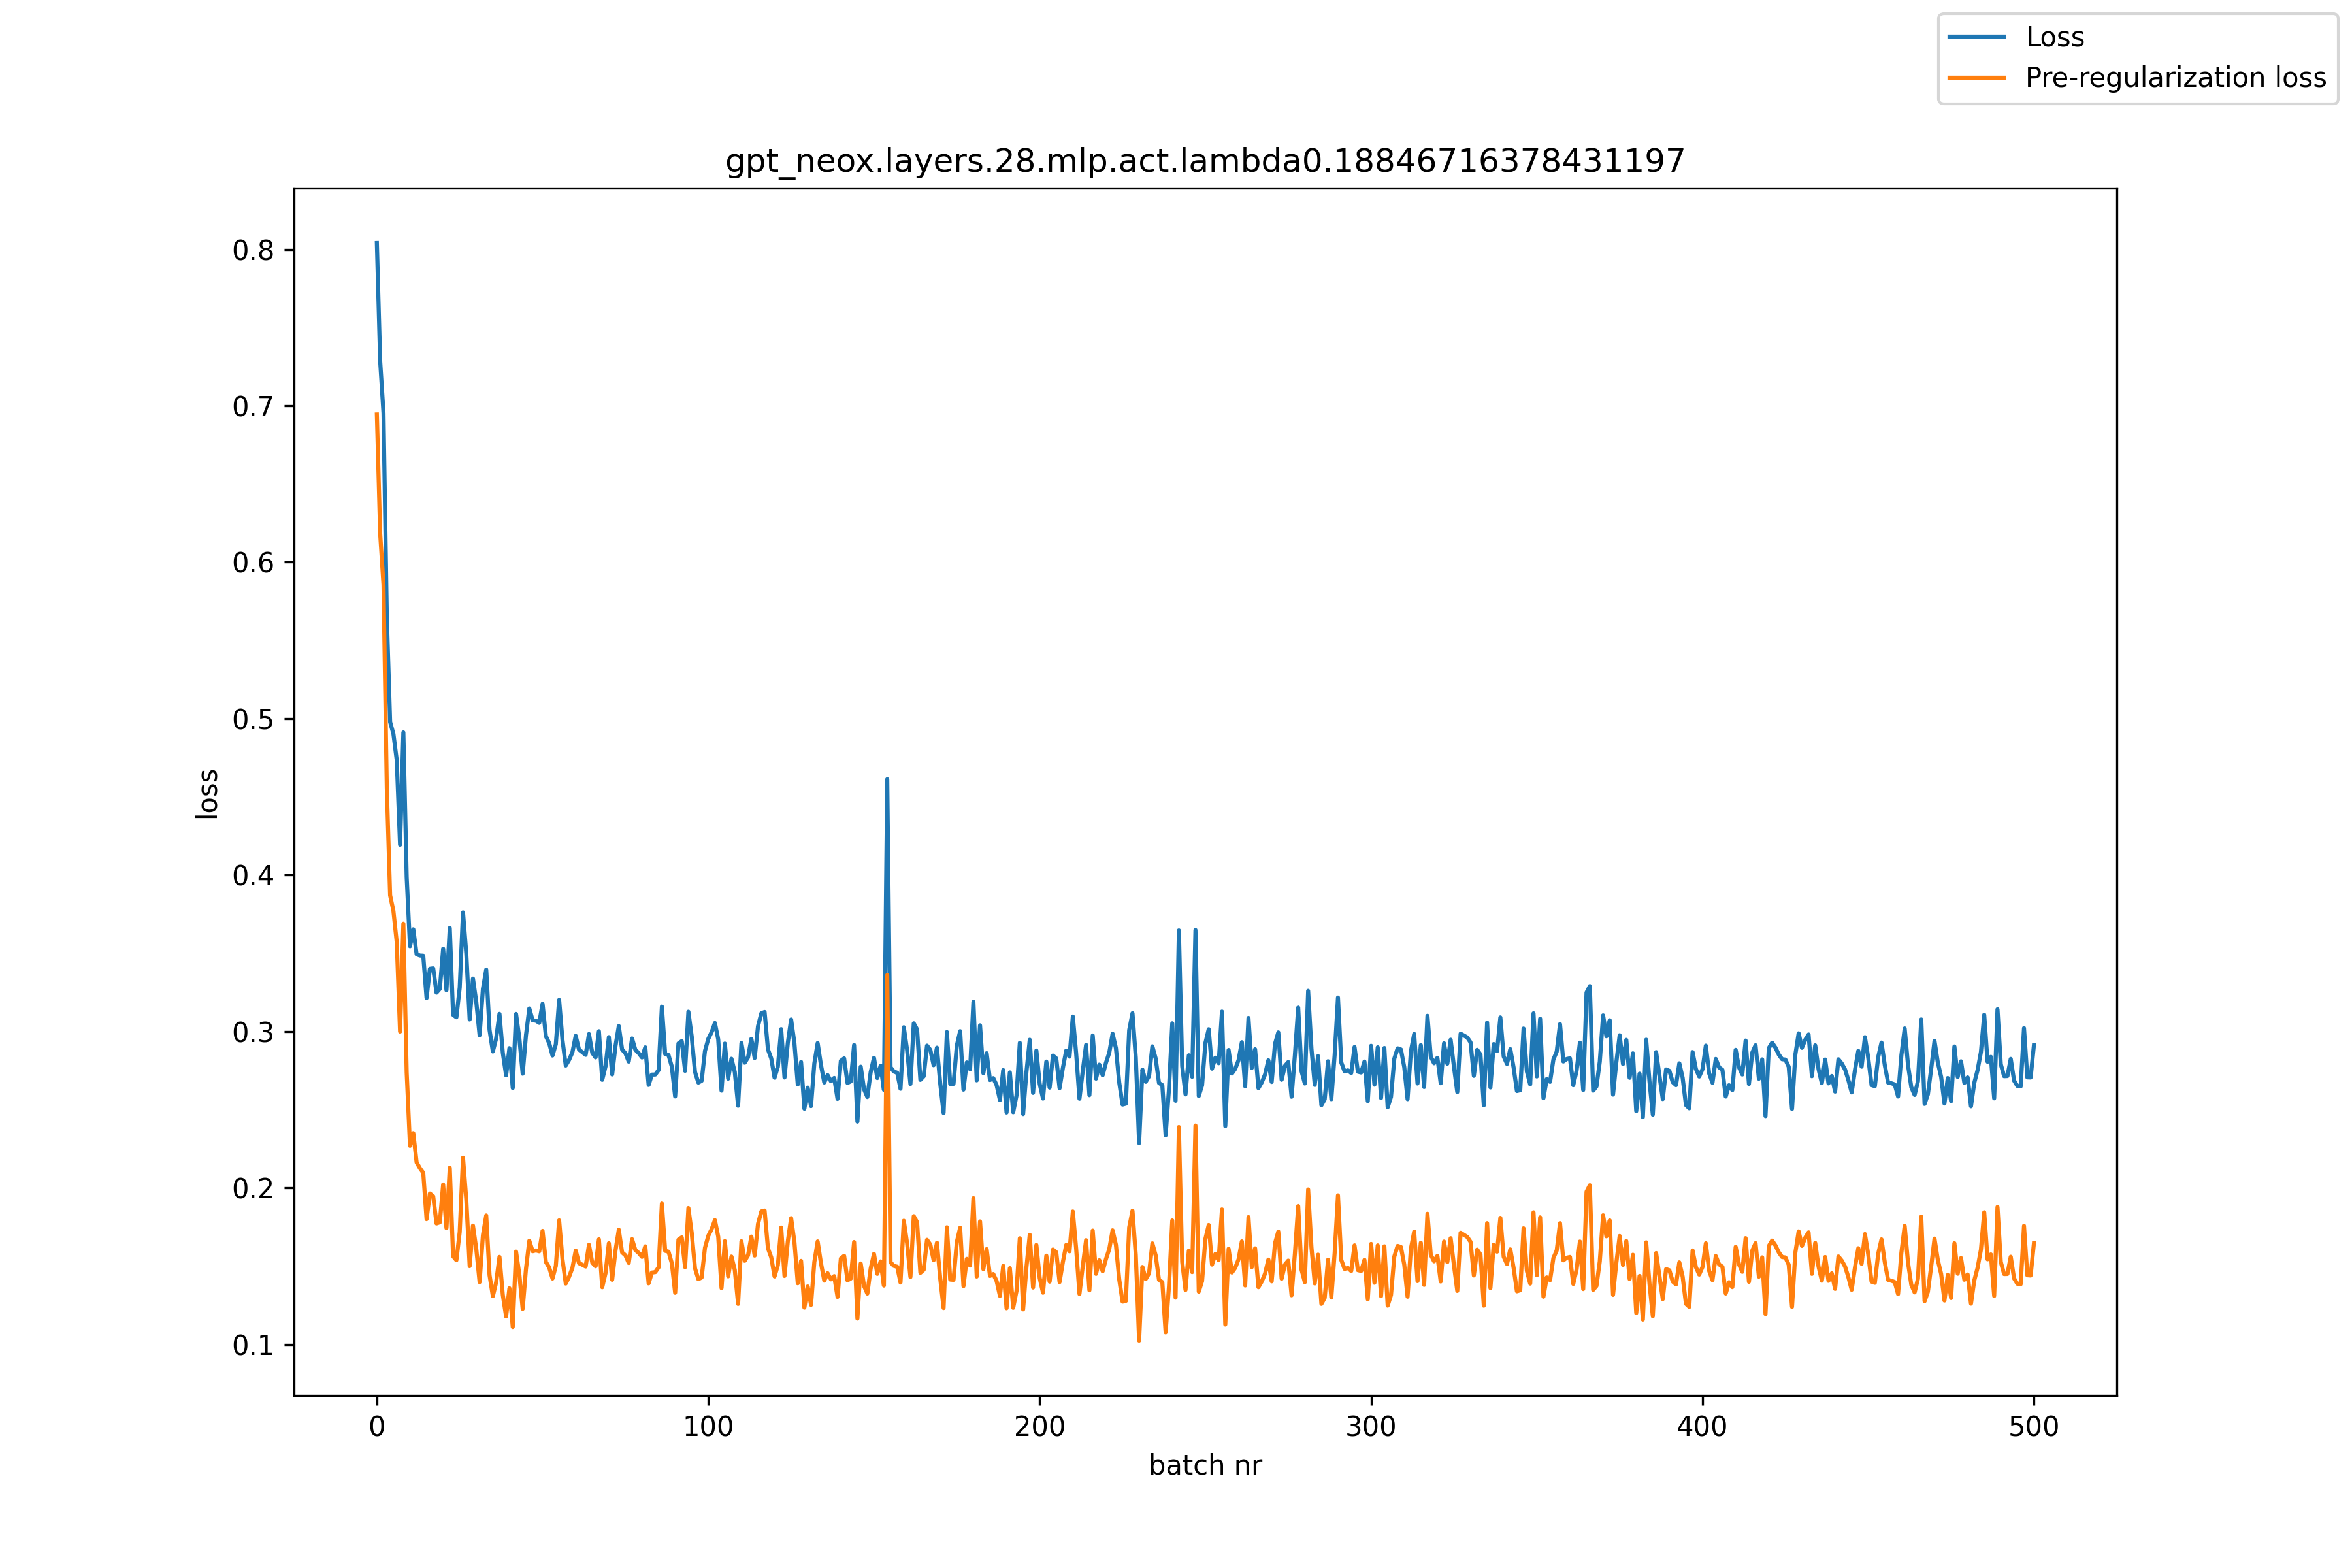 Loss
Pre-regularization loss
gpt_neox.layers.28.mlp.act.lambda0.18846716378431197
0.8
0.7
0.6
0.5
0.4
0.3
0.2
0.1
loss
0 100 200 300 400 500
batch nr